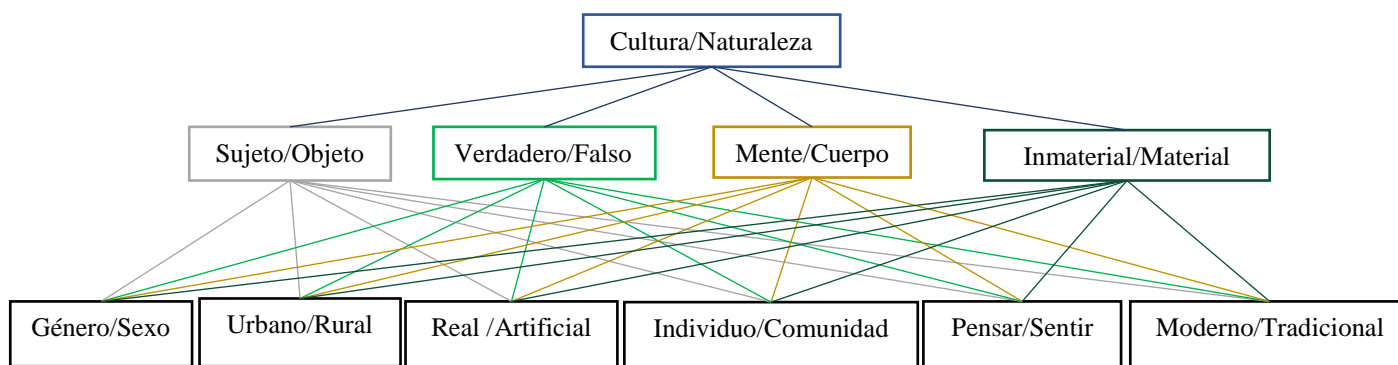 Cultura/Naturaleza
Sujeto/Objeto
Verdadero/Falso
Mente/Cuerpo
Inmaterial/Material
Género/Sexo
Urbano/Rural
Real /Artificial
Individuo/Comunidad
Pensar/Sentir
Moderno/Tradicional